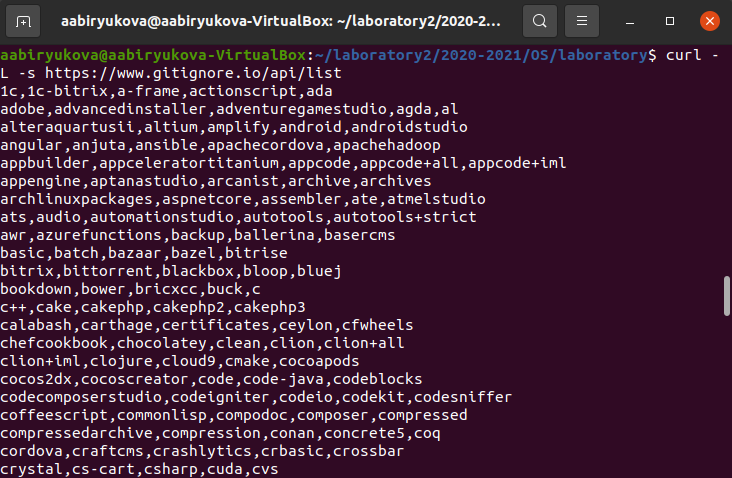 aabiryukova@aabiryukova-VirtualBox: ~/laboratory2/2020-2...
aabiryukova@aabiryukova-VirtualBox:~/laboratory2/2020-2021/OS/laboratory$ curl -
L -s https://www.gitignore.io/api/list
1c,1c-bitrix,a-frame,actionscript,ada
adobe,advancedinstaller,adventuregamestudio,agda,al
alteraquartusii,altium,amplify,android,androidstudio
angular,anjuta,ansible,apachecordova,apachehadoop
appbuilder,appceleratortitanium,appcode,appcode+all,appcode+iml
appengine,aptanastudio,arcanist,archive,archives
archlinuxpackages,aspnetcore,assembler,ate,atmelstudio
ats,audio,automationstudio,autotools,autotools+strict
awr,azurefunctions,backup,ballerina,basercms
basic,batch,bazaar,bazel,bitrise
bitrix,bittorrent,blackbox,bloop,bluej
bookdown,bower,bricxcc,buck,c
c++,cake,cakephp,cakephp2,cakephp3
calabash,carthage,certificates,ceylon,cfwheels
chefcookbook,chocolatey,clean,clion,clion+all
clion+iml,clojure,cloud9,cmake,cocoapods
cocos2dx,cocoscreator,code,code-java,codeblocks
codecomposerstudio,codeigniter,codeio,codekit,codesniffer
coffeescript,commonlisp,compodoc,composer,compressed
compressedarchive,compression,conan,concrete5,coq
cordova,craftcms,crashlytics,crbasic,crossbar
crystal,cs-cart,csharp,cuda,cvs